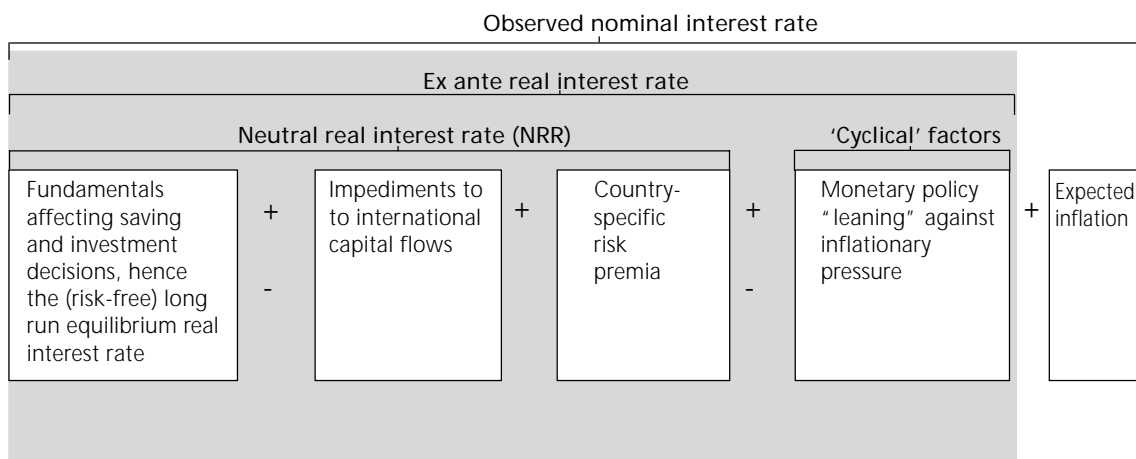 Observed nominal interest rate
Ex ante real interest rate
Neutral real interest rate (NRR)
'Cyclical' factors
Fundamentals
affecting saving
and investment
decisions, hence
the (risk-free) long
run equilibrium real
interest rate
+
-
Impediments to
to international
capital flows
+
Country-
specific
risk
premia
+
-
Monetary policy
"leaning" against
inflationary
pressure
+
Expected
inflation